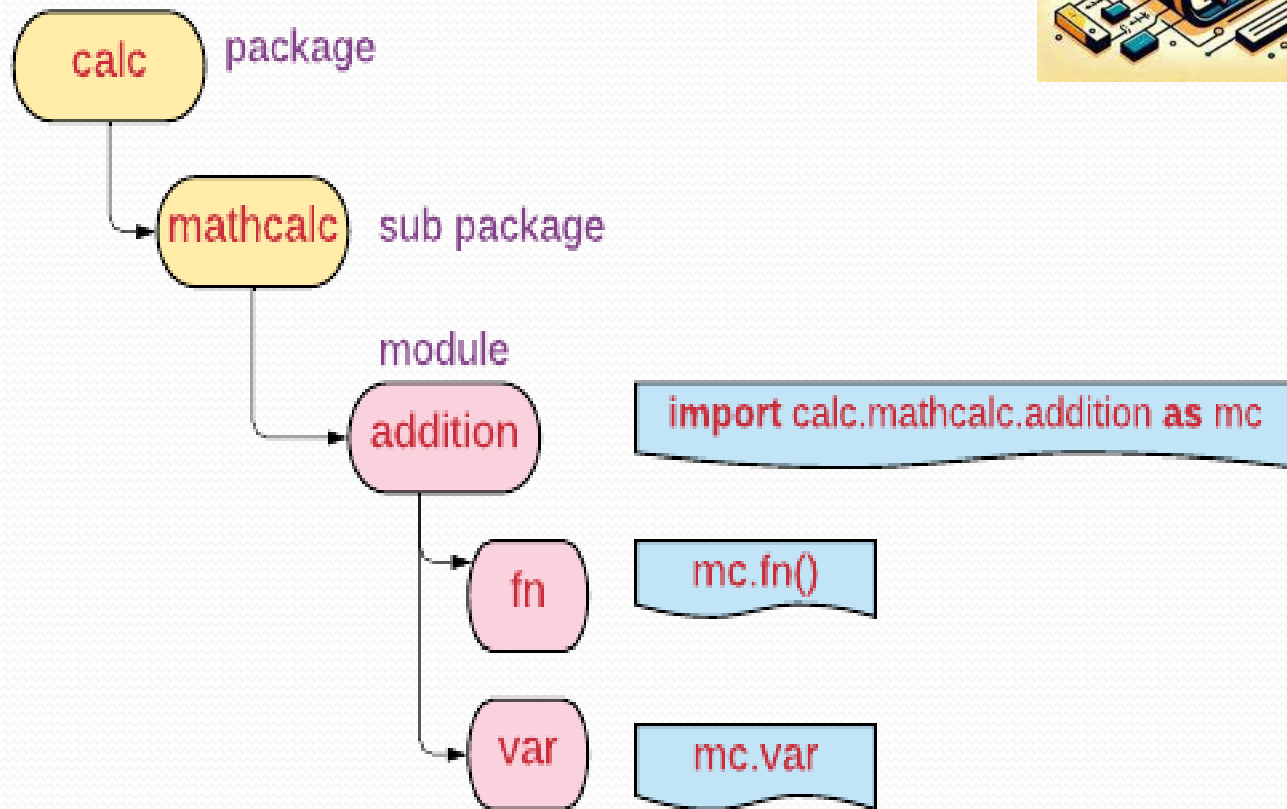 calc
package
mathcalc
sub package
module
addition
import calc.mathcalc.addition as mc
fn
mc.fn()
var
mc.var